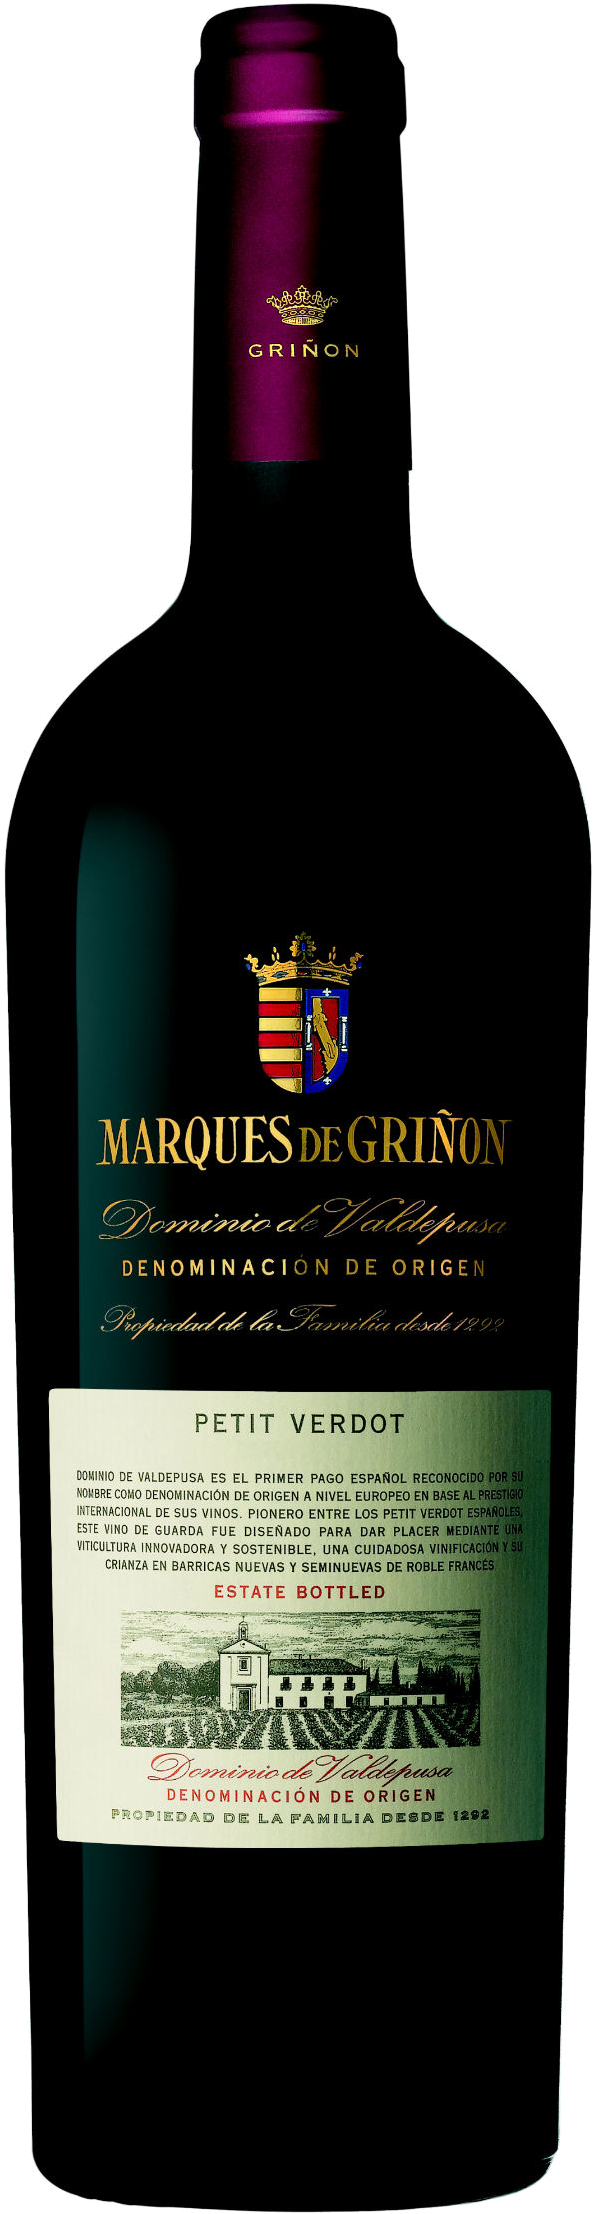 GRIÑON
MARQUES DE GRIÑON
Dominio de Valdepusa
DENOMINACIÓN DE ORIGEN
Propiedad de la Familia desde 1292
PETIT VERDOT
DOMINIO DE VALDEPUSA ES EL PRIMER PAGO ESPAÑOL RECONOCIDO POR SU
NOMBRE COMO DENOMINACIÓN DE ORIGEN A NIVEL EUROPEO EN BASE AL PRESTIGIO
INTERNACIONAL DE SUS VINOS. PIONERO ENTRE LOS PETIT VERDOT ESPAÑOLES,
ESTE VINO DE GUARDA FUE DISEÑADO PARA DAR PLACER MEDIANTE UNA
VITICULTURA INNOVADORA Y SOSTENIBLE, UNA CUIDADOSA VINIFICACIÓN Y SU
CRIANZA EN BARRICAS NUEVAS Y SEMINUEVAS DE ROBLE FRANCÉS
ESTATE BOTTLED
Dominio de Valdepusa
DENOMINACIÓN DE ORIGEN
PROPIEDAD DE LA FAMILIA DESDE 1292